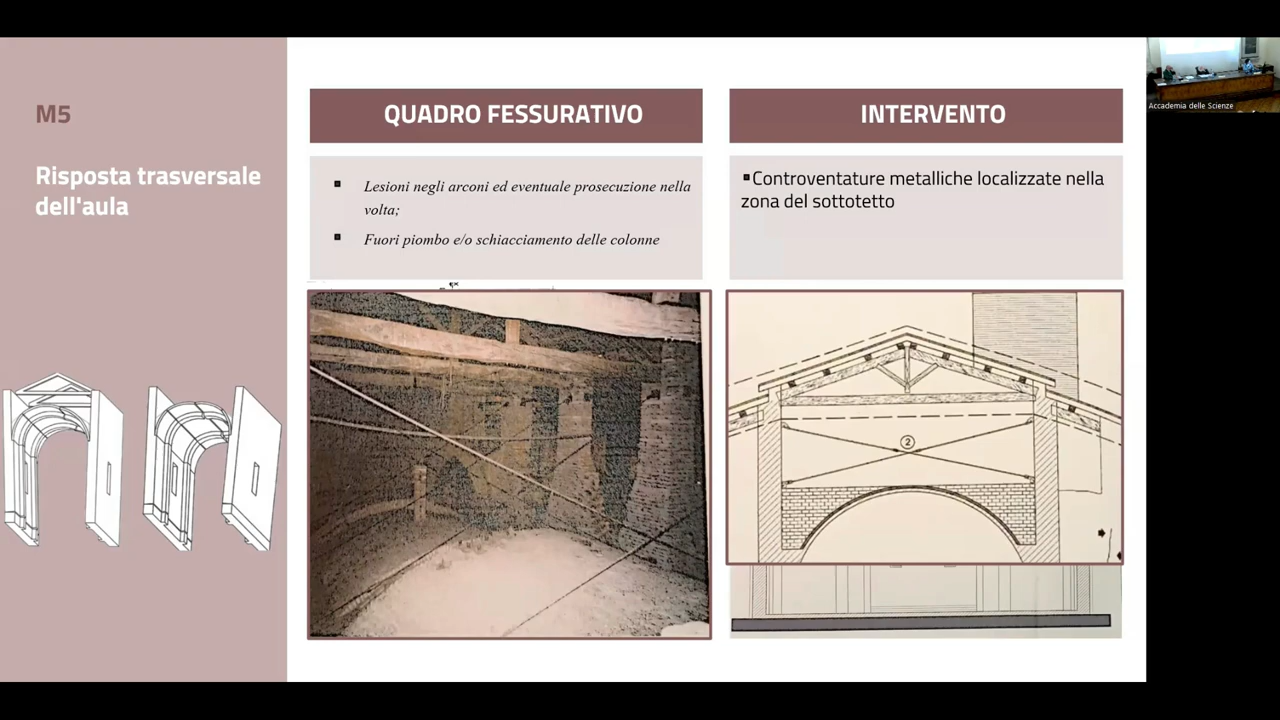 M5
Risposta trasversale
dell'aula
QUADRO FESSURATIVO
▪ Lesioni negli arconi ed eventuale prosecuzione nella
volta;
▪ Fuori piombo e/o schiacciamento delle colonne
INTERVENTO
▪Controventature metalliche localizzate nella
zona del sottotetto
2
Accademia delle Scienze